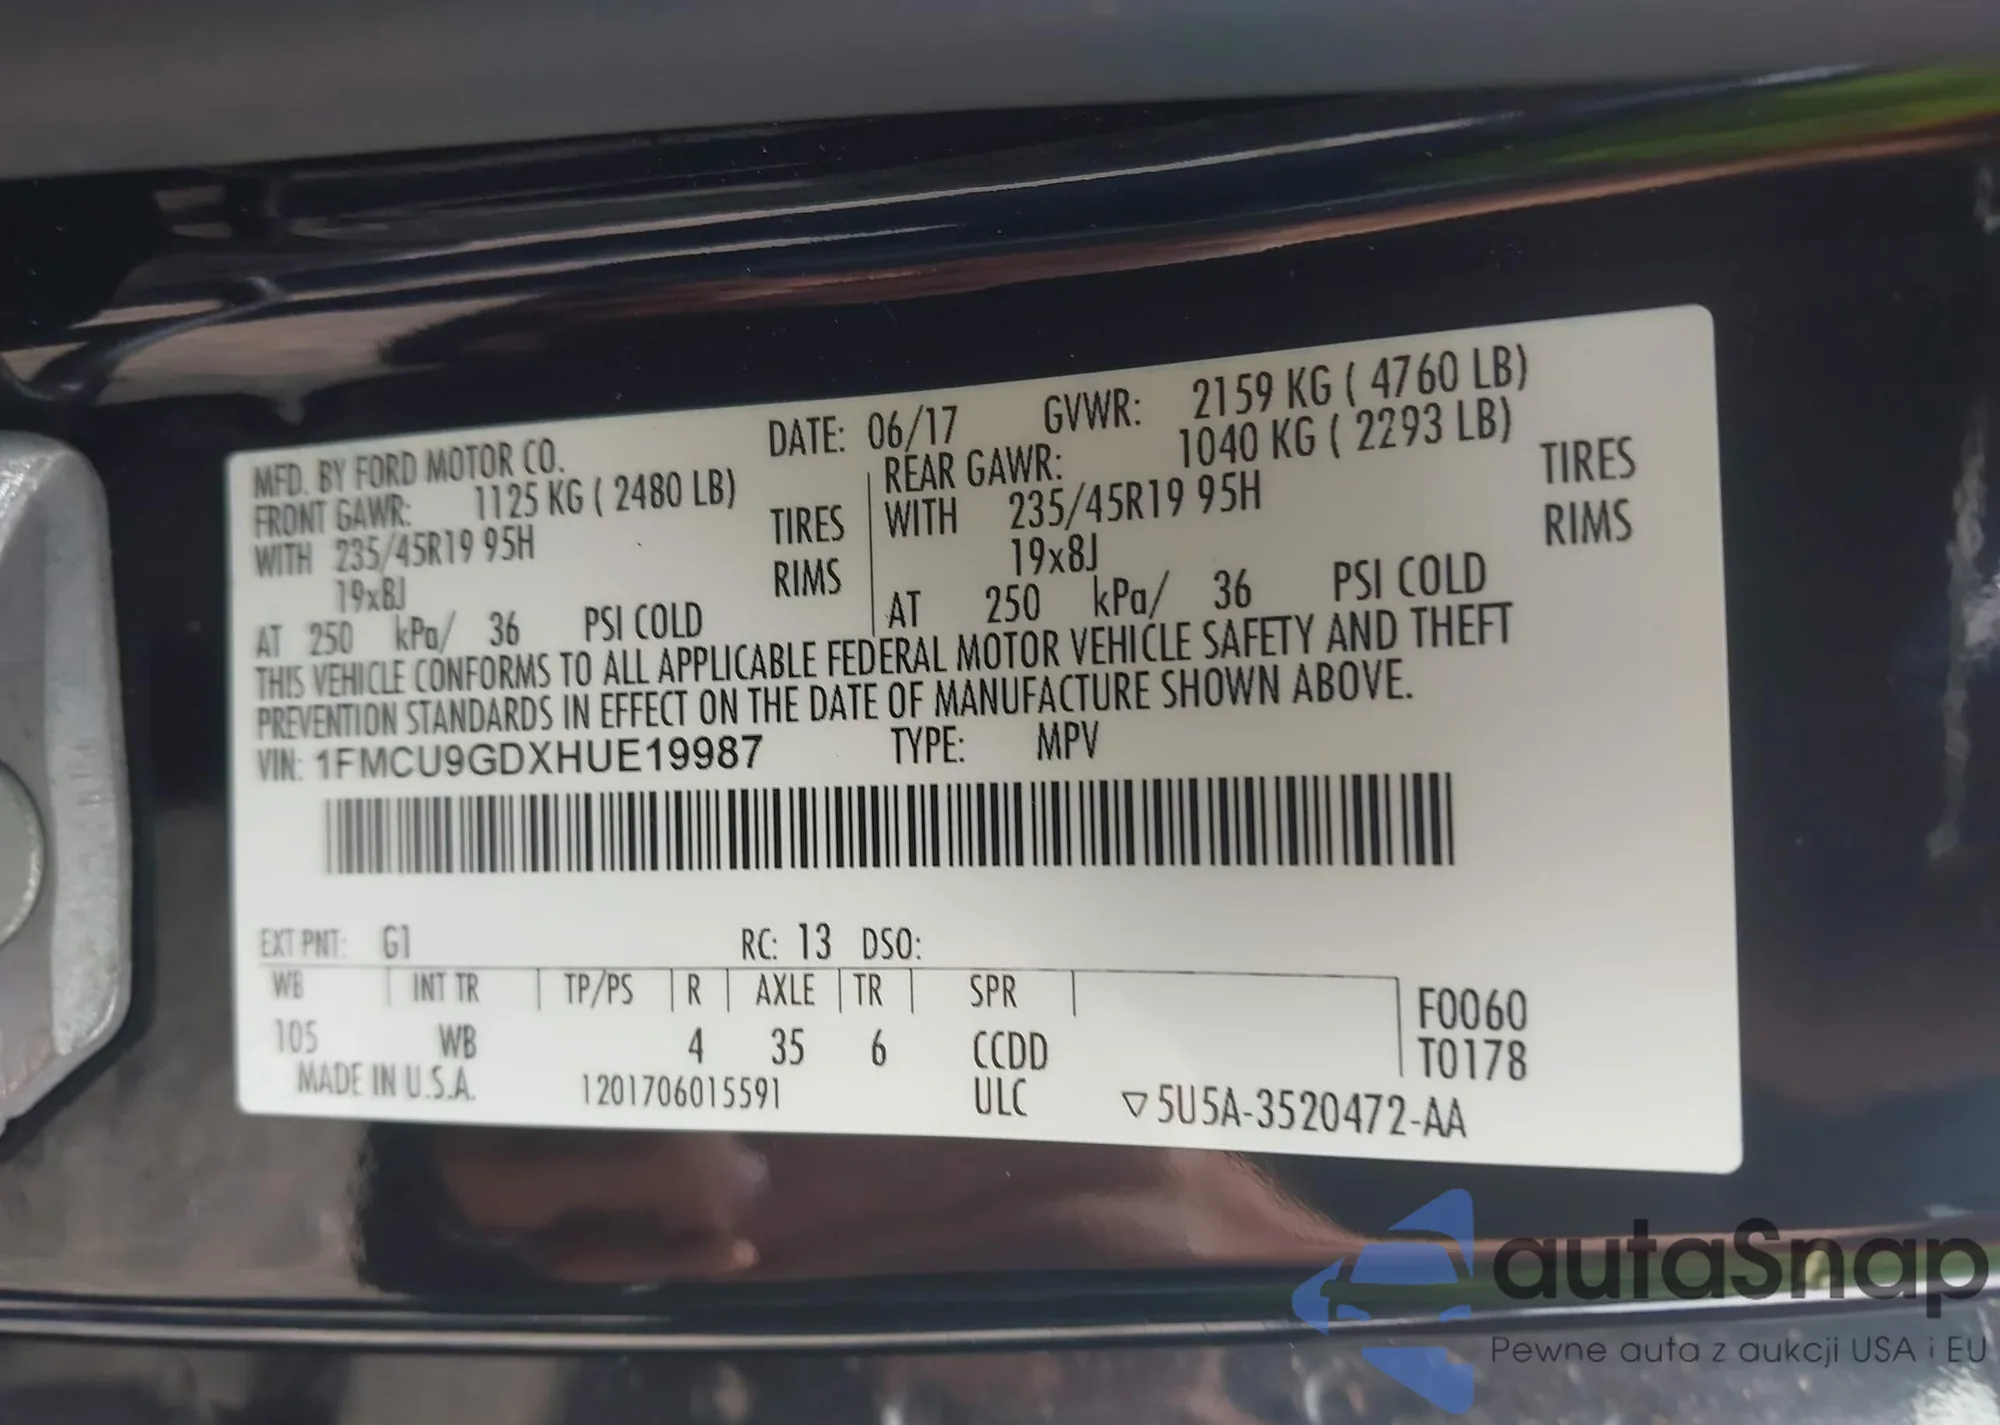 MFD. BY FORD MOTOR CO. DATE: 06/17 GVWR: 2159 KG ( 4760 LB)
FRONT GAWR: 1125 KG ( 2480 LB) REAR GAWR: 1040 KG ( 2293 LB)
WITH 235/45R19 95H TIRES WITH 235/45R19 95H TIRES
19x8J RIMS 19x8J RIMS
AT 250 kPa/ 36 PSI COLD AT 250 kPa/ 36 PSI COLD
THIS VEHICLE CONFORMS TO ALL APPLICABLE FEDERAL MOTOR VEHICLE SAFETY AND THEFT
PREVENTION STANDARDS IN EFFECT ON THE DATE OF MANUFACTURE SHOWN ABOVE.
VIN: 1FMCU9GDXHUE19987 TYPE: MPV
EXT PNT: G1 RC: 13 DSO:
WB INT TR TP/PS R AXLE TR SPR F0060
105 WB 4 35 6 CCDD T0178
MADE IN U.S.A. 1201706015591 ULC ▽5U5A-3520472-AA
autaSnap
Pewne auta z aukcji USA i EU